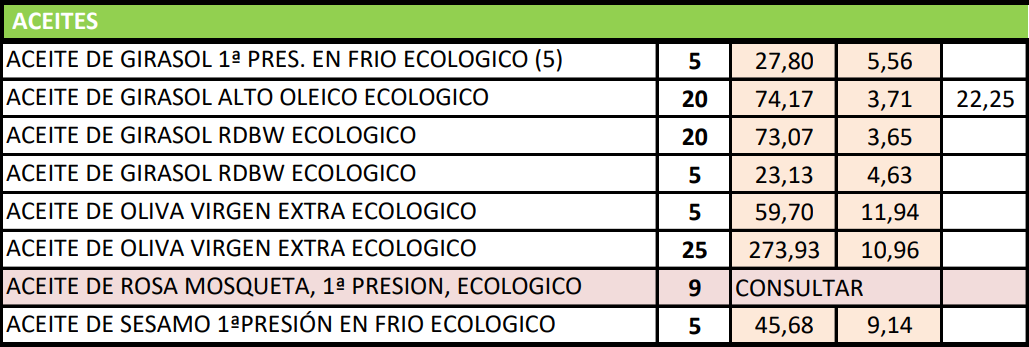 ACEITES
ACEITE DE GIRASOL 1ª PRES. EN FRIO ECOLOGICO (5) 5 27,80 5,56
ACEITE DE GIRASOL ALTO OLEICO ECOLOGICO 20 74,17 3,71 22,25
ACEITE DE GIRASOL RDBW ECOLOGICO 20 73,07 3,65
ACEITE DE GIRASOL RDBW ECOLOGICO 5 23,13 4,63
ACEITE DE OLIVA VIRGEN EXTRA ECOLOGICO 5 59,70 11,94
ACEITE DE OLIVA VIRGEN EXTRA ECOLOGICO 25 273,93 10,96
ACEITE DE ROSA MOSQUETA, 1ª PRESION, ECOLOGICO 9 CONSULTAR
ACEITE DE SESAMO 1ªPRESIÓN EN FRIO ECOLOGICO 5 45,68 9,14